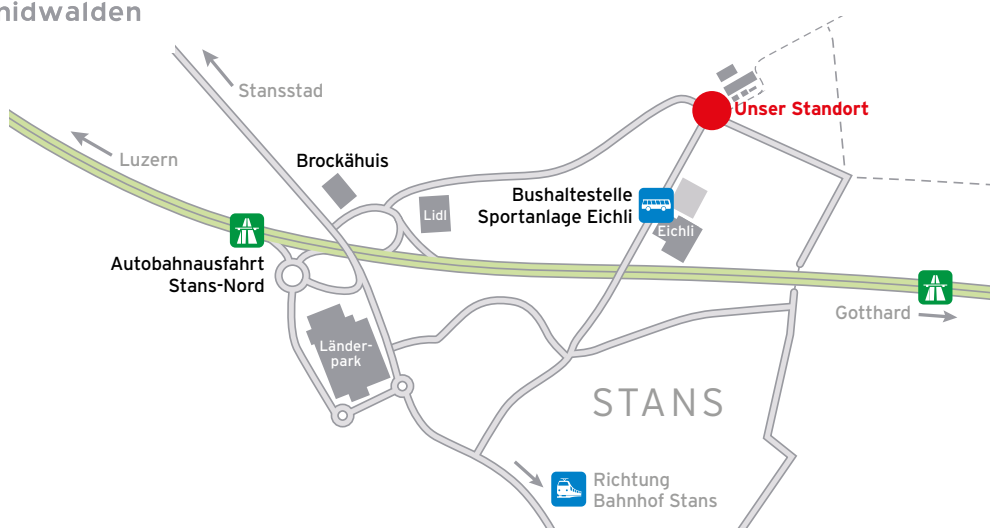 nidwalden
Stansstad
Luzern
Brockähuis
Unser Standort
Bushaltestelle
Sportanlage Eichli
Lidl
Eichli
Autobahnausfahrt
Stans-Nord
Gotthard
Länder-
park
STANS
Richtung
Bahnhof Stans